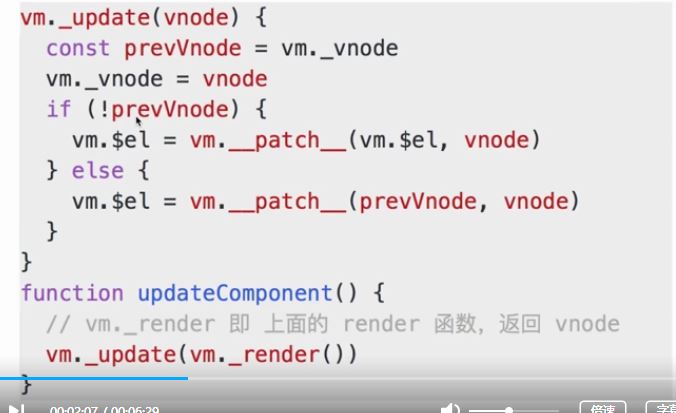 vm._update(vnode) {
  const prevVnode = vm._vnode
  vm._vnode = vnode
  if (!prevVnode) {
    vm.$el = vm.__patch__(vm.$el, vnode)
  } else {
    vm.$el = vm.__patch__(prevVnode, vnode)
  }
}
function updateComponent() {
  // vm._render 即 上面的 render 函数，返回 vnode
  vm._update(vm._render())
}
00:02:07 / 00:06:29 倍速